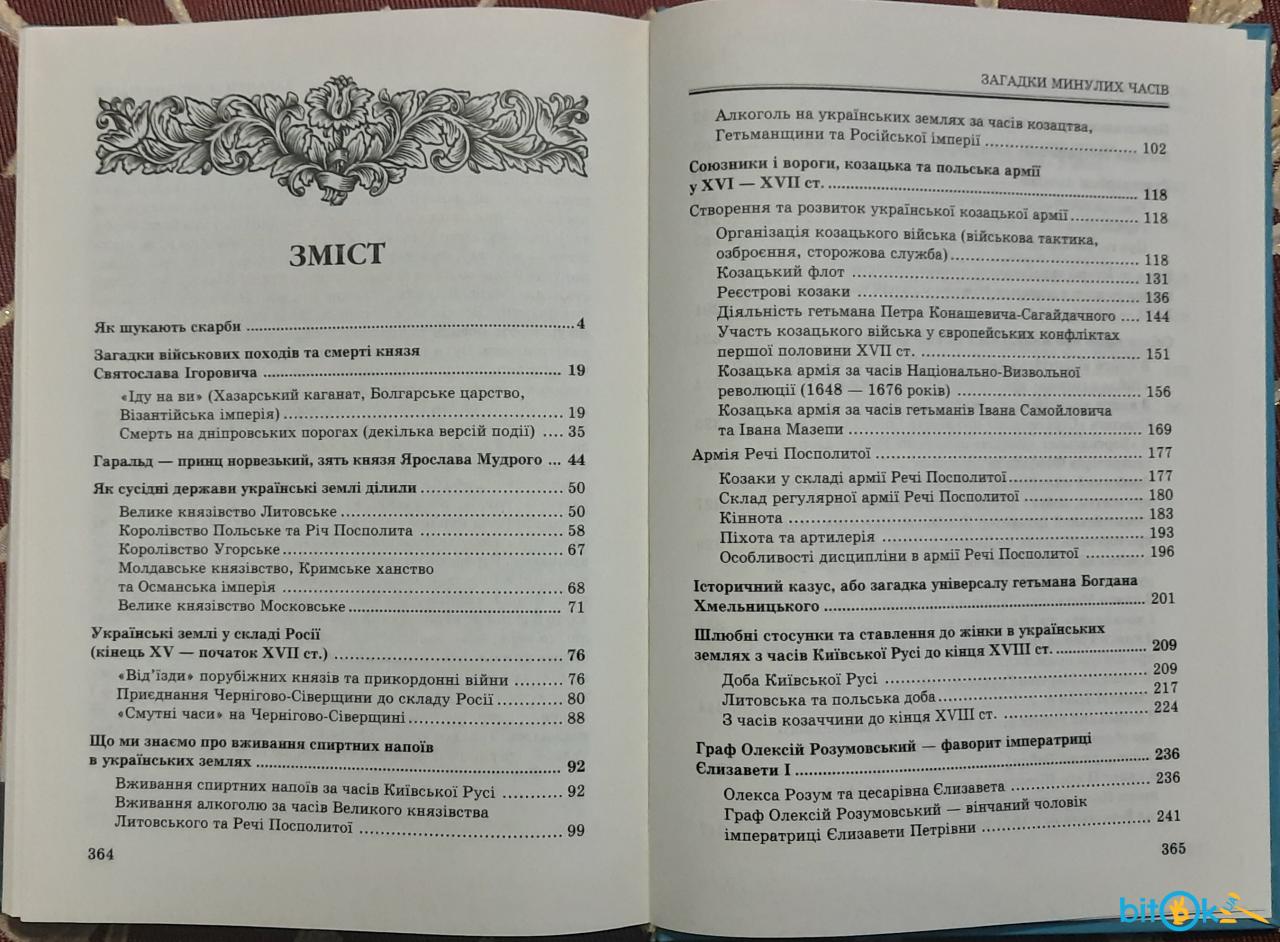 ЗМІСТ
Як шукають скарби ........ 4
Загадки військових походів та смерті князя
Святослава Ігоровича ........ 19
«Іду на ви» (Хазарський каганат, Болгарське царство,
Візантійська імперія) ........ 19
Смерть на дніпровських порогах (декілька версій події) .... 35
Гаральд — принц норвезький, зять князя Ярослава Мудрого ... 44
Як сусідні держави українські землі ділили ........ 50
Велике князівство Литовське ........ 50
Королівство Польське та Річ Посполита ........ 58
Королівство Угорське ........ 67
Молдавське князівство, Кримське ханство
та Османська імперія ........ 68
Велике князівство Московське ........ 71
Українські землі у складі Росії
(кінець XV — початок XVII ст.) ........ 76
«Від'їзди» порубіжних князів та прикордонні війни ........ 76
Приєднання Чернігово-Сіверщини до складу Росії ........ 80
«Смутні часи» на Чернігово-Сіверщині ........ 88
Що ми знаємо про вживання спиртних напоїв
в українських землях ........ 92
Вживання спиртних напоїв за часів Київської Русі ........ 92
Вживання алкоголю за часів Великого князівства
Литовського та Речі Посполитої ........ 99
364
ЗАГАДКИ МИНУЛИХ ЧАСІВ
Алкоголь на українських землях за часів козацтва,
Гетьманщини та Російської імперії ........ 102
Союзники і вороги, козацька та польська армії
у XVI — XVII ст. ........ 118
Створення та розвиток української козацької армії ........ 118
Організація козацького війська (військова тактика,
озброєння, сторожова служба) ........ 118
Козацький флот ........ 131
Реєстрові козаки ........ 136
Діяльність гетьмана Петра Конашевича-Сагайдачного .... 144
Участь козацького війська у європейських конфліктах
першої половини XVII ст. ........ 151
Козацька армія за часів Національно-Визвольної
революції (1648 — 1676 років) ........ 156
Козацька армія за часів гетьманів Івана Самойловича
та Івана Мазепи ........ 169
Армія Речі Посполитої ........ 177
Козаки у складі армії Речі Посполитої ........ 177
Склад регулярної армії Речі Посполитої ........ 180
Кіннота ........ 183
Піхота та артилерія ........ 193
Особливості дисципліни в армії Речі Посполитої ........ 196
Історичний казус, або загадка універсалу гетьмана Богдана
Хмельницького ........ 201
Шлюбні стосунки та ставлення до жінки в українських
землях з часів Київської Русі до кінця XVIII ст. ........ 209
Доба Київської Русі ........ 209
Литовська та польська доба ........ 217
З часів козаччини до кінця XVIII ст. ........ 224
Граф Олексій Розумовський — фаворит імператриці
Єлизавети І ........ 236
Олекса Розум та цесарівна Єлизавета ........ 236
Граф Олексій Розумовський — вінчаний чоловік
імператриці Єлизавети Петрівни ........ 241
365